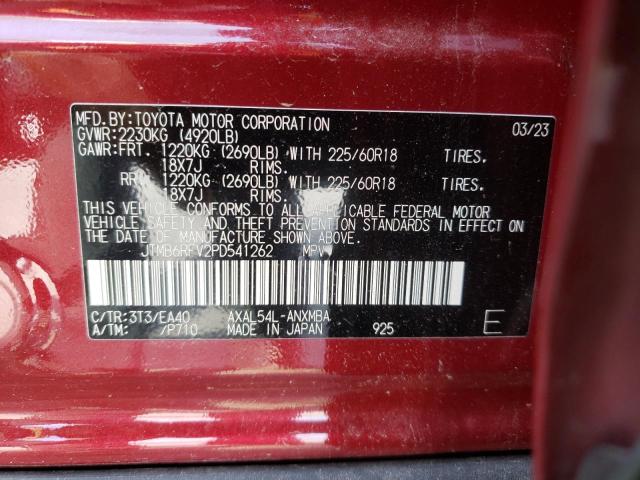 MFD.BY:TOYOTA MOTOR CORPORATION 03/23
GVWR:2230KG (4920LB)
GAWR:FRT. 1220KG (2690LB) WITH 225/60R18 TIRES.
18X7J RIMS.
RR. 1220KG (2690LB) WITH 225/60R18 TIRES.
18X7J RIMS.
THIS VEHICLE CONFORMS TO ALL APPLICABLE FEDERAL MOTOR
VEHICLE SAFETY AND THEFT PREVENTION STANDARDS IN EFFECT ON
THE DATE OF MANUFACTURE SHOWN ABOVE.
JTMB6RFV2PD541262 MPV
C/TR:3T3/EA40 AXAL54L-ANXMBA
A/TM: /P710 MADE IN JAPAN 925 E